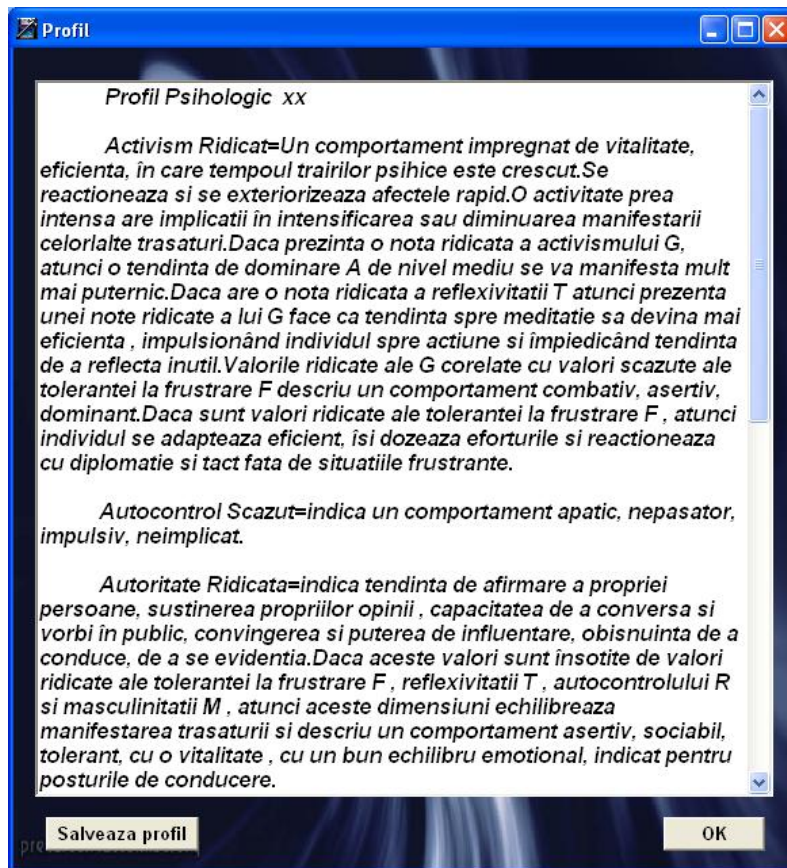 Profil
Profil Psihologic xx
Activism Ridicat=Un comportament impregnat de vitalitate,
eficienta, în care tempoul trairilor psihice este crescut.Se
reactioneaza si se exteriorizeaza afectele rapid.O activitate prea
intensa are implicatii în intensificarea sau diminuarea manifestarii
celorlalte trasaturi.Daca prezinta o nota ridicata a activismului G,
atunci o tendinta de dominare A de nivel mediu se va manifesta mult
mai puternic.Daca are o nota ridicata a reflexivitatii T atunci prezenta
unei note ridicate a lui G face ca tendinta spre meditatie sa devina mai
eficienta , impulsionând individul spre actiune si împiedicând tendinta
de a reflecta inutil.Valorile ridicate ale G corelate cu valori scazute ale
tolerantei la frustrare F descriu un comportament combativ, asertiv,
dominant.Daca sunt valori ridicate ale tolerantei la frustrare F , atunci
individul se adapteaza eficient, îsi dozeaza eforturile si reactioneaza
cu diplomatie si tact fata de situatiile frustrante.
Autocontrol Scazut=indica un comportament apatic, nepasator,
impulsiv, neimplicat.
Autoritate Ridicata=indica tendinta de afirmare a propriei
persoane, sustinerea propriilor opinii , capacitatea de a conversa si
vorbi în public, convingerea si puterea de influentare, obisnuinta de a
conduce, de a se evidentia.Daca aceste valori sunt însotite de valori
ridicate ale tolerantei la frustrare F , reflexivitatii T , autocontrolului R
si masculinitatii M , atunci aceste dimensiuni echilibreaza
manifestarea trasaturii si descriu un comportament asertiv, sociabil,
tolerant, cu o vitalitate , cu un bun echilibru emotional, indicat pentru
posturile de conducere.
Salveaza profil
OK